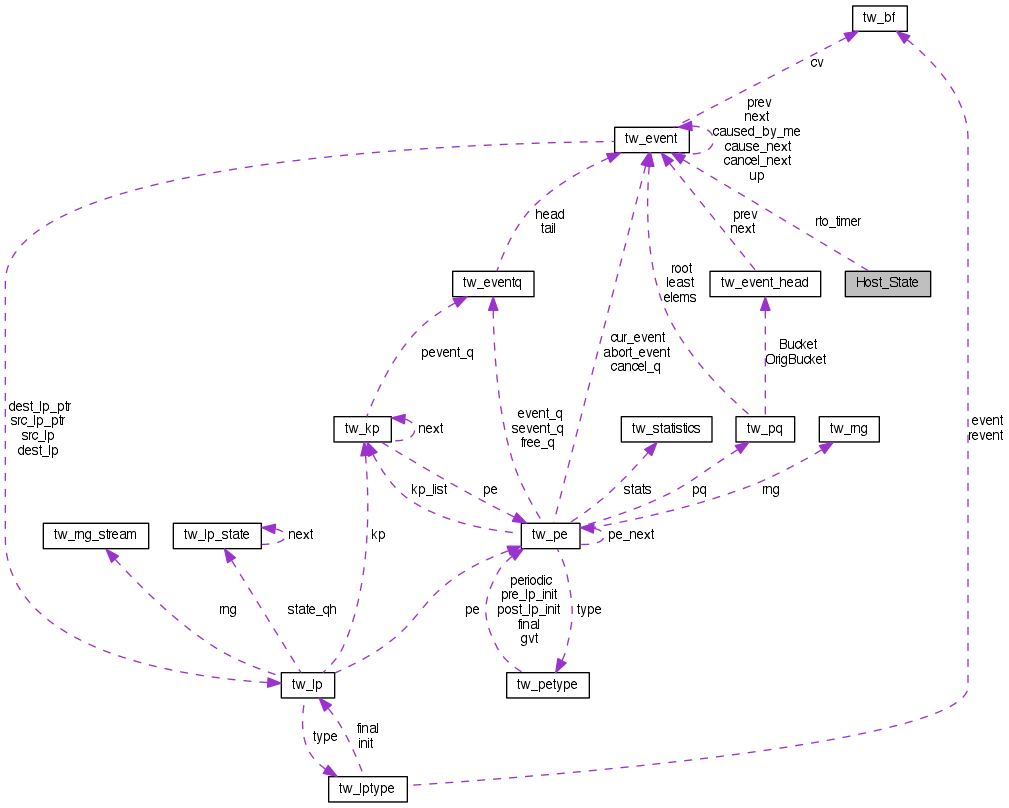 tw_bf
cv
prev
next
caused_by_me
cause_next
cancel_next
up
tw_event
rto_timer
head
tail
prev
next
tw_eventq
tw_event_head
Host_State
root
least
elems
cur_event
abort_event
cancel_q
Bucket
OrigBucket
pevent_q
dest_lp_ptr
src_lp_ptr
src_lp
dest_lp
event_q
sevent_q
free_q
event
revent
tw_kp
next
tw_statistics
tw_pq
tw_rng
kp_list
pe
stats
pq
rng
tw_rng_stream
tw_lp_state
next
kp
tw_pe
pe_next
rng
state_qh
pe
periodic
pre_lp_init
post_lp_init
final
gvt
type
tw_lp
tw_petype
type
final
init
tw_lptype